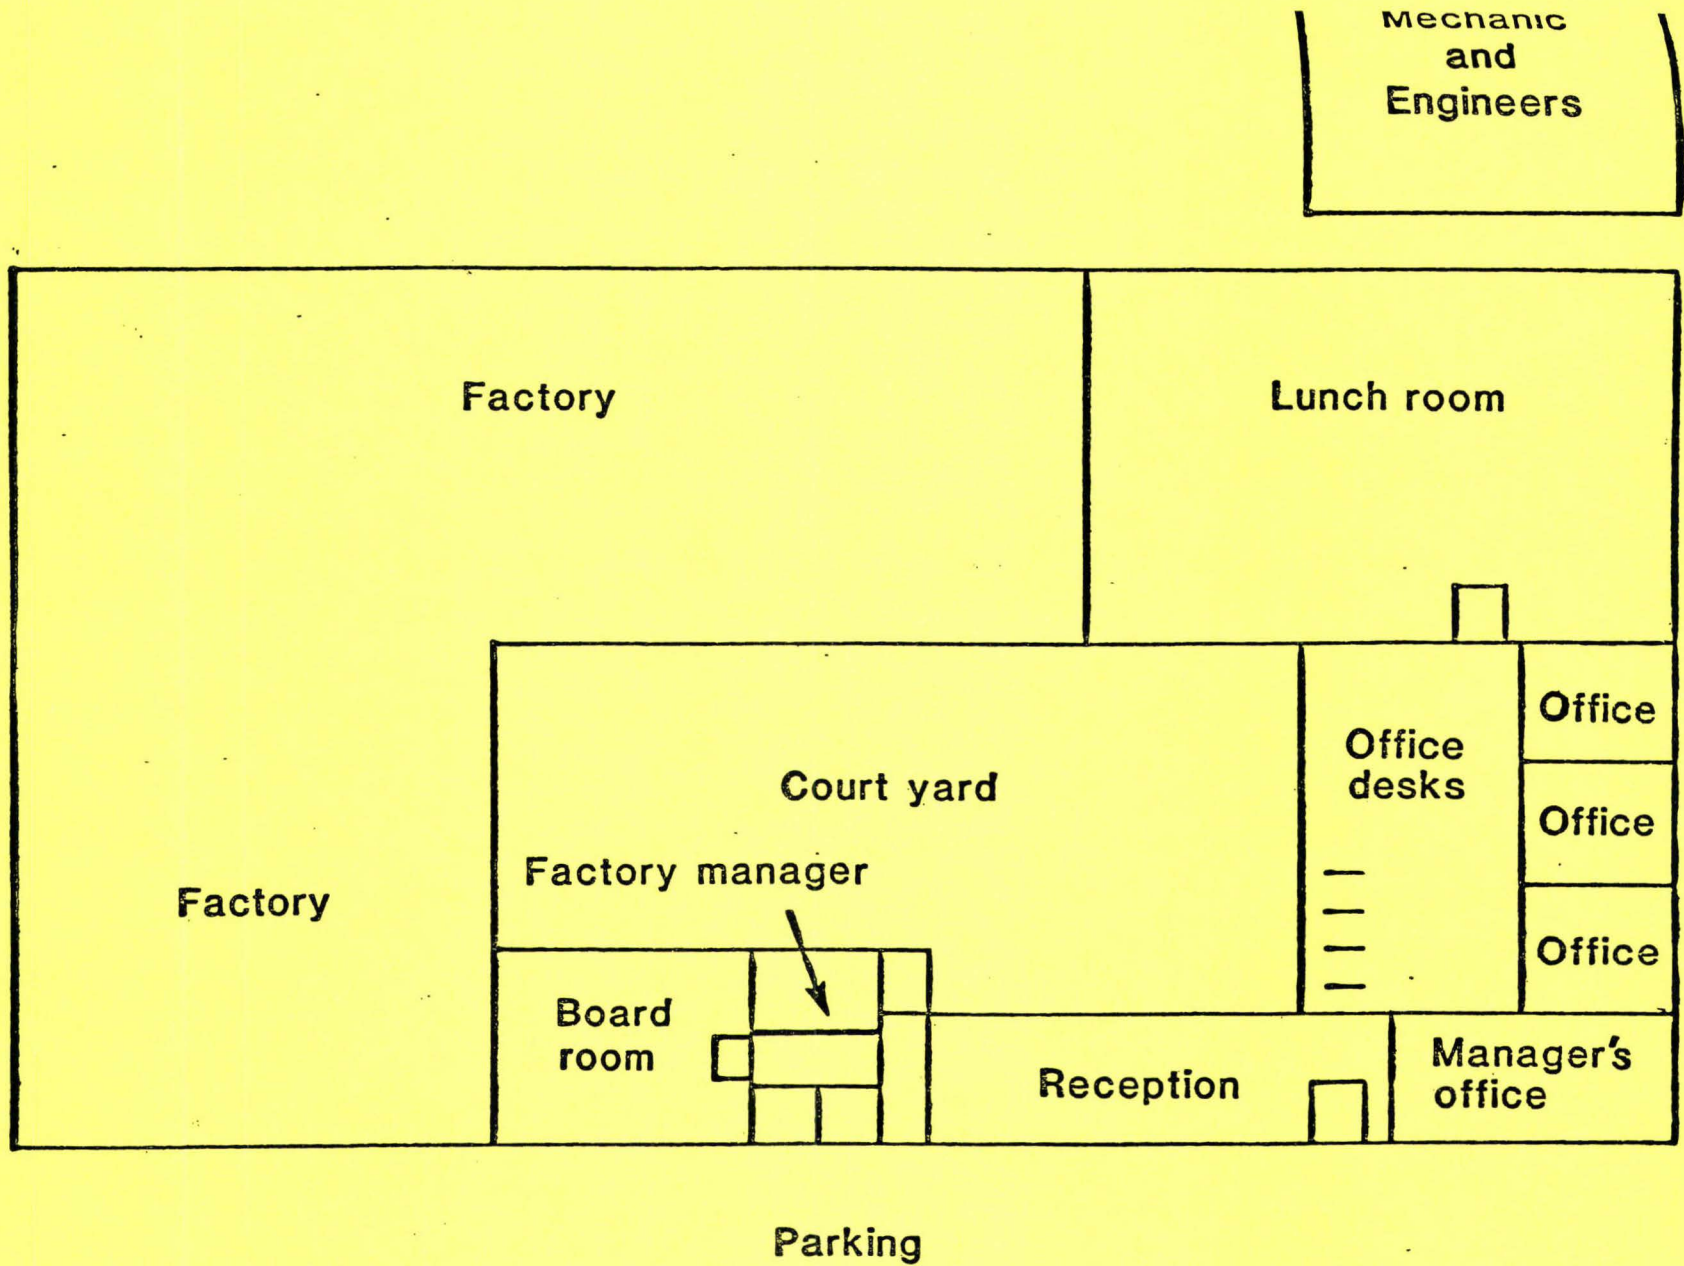 Mechanic
and
Engineers
Factory
Lunch room
Office
Office
desks
Court yard
Office
Factory manager
Factory
Office
Board
room
Reception
Manager's
office
Parking